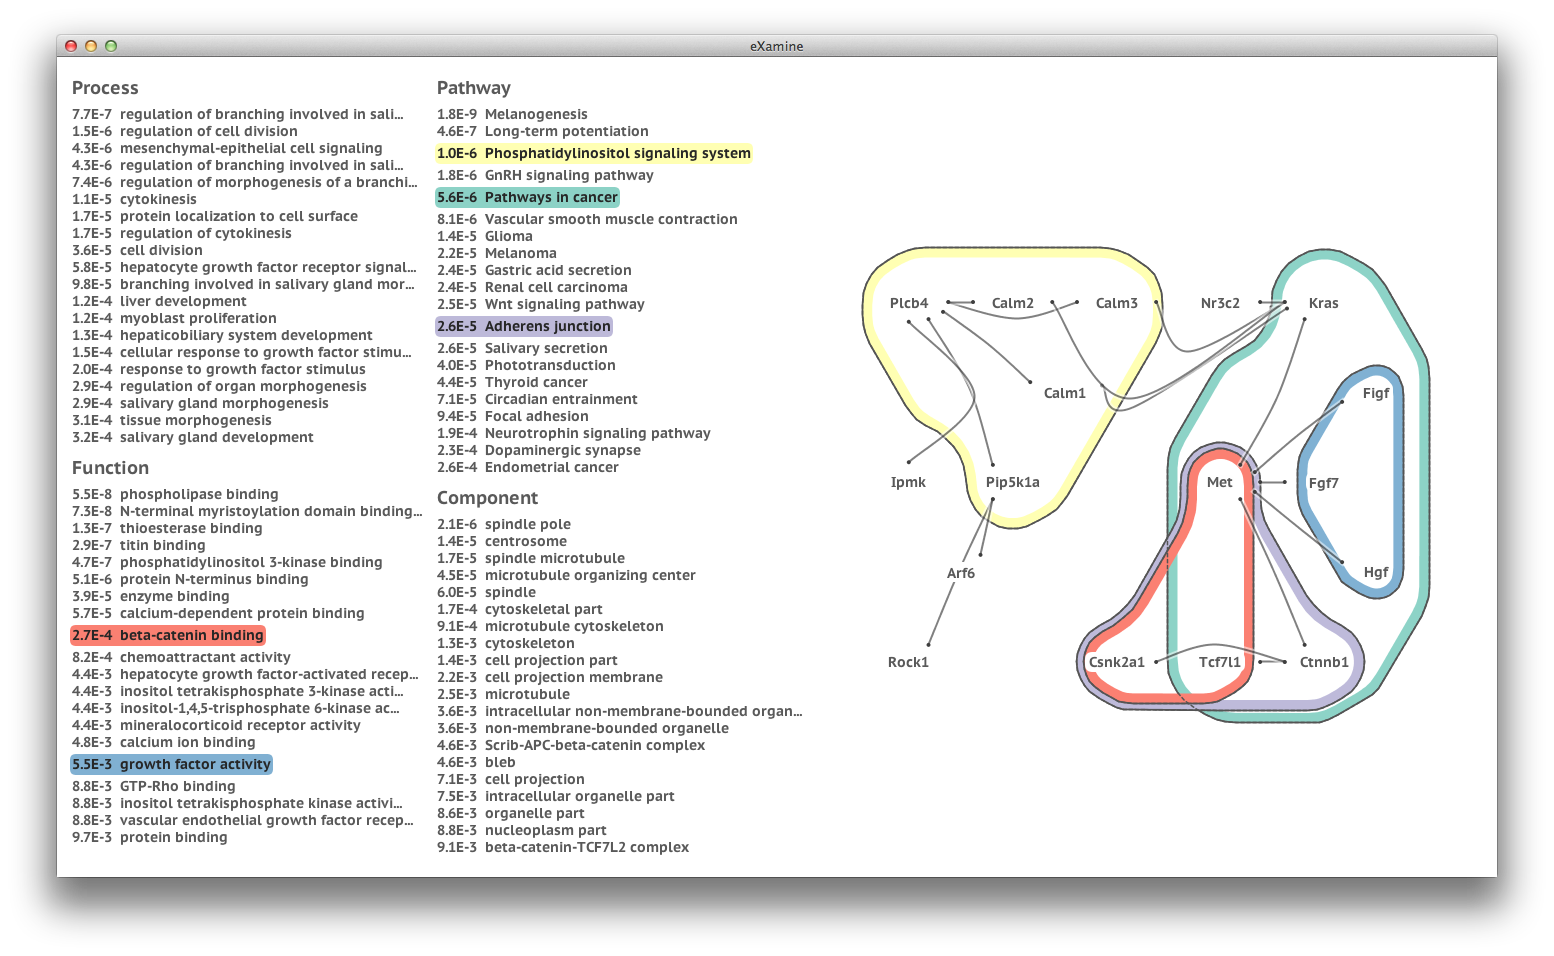 eXamine
Process
7.7E-7 regulation of branching involved in sali...
1.5E-6 regulation of cell division
4.3E-6 mesenchymal-epithelial cell signaling
4.3E-6 regulation of branching involved in sali...
7.4E-6 regulation of morphogenesis of a branchi...
1.1E-5 cytokinesis
1.7E-5 protein localization to cell surface
1.7E-5 regulation of cytokinesis
3.6E-5 cell division
5.8E-5 hepatocyte growth factor receptor signal...
9.8E-5 branching involved in salivary gland mor...
1.2E-4 liver development
1.2E-4 myoblast proliferation
1.3E-4 hepaticobiliary system development
1.5E-4 cellular response to growth factor stimu...
2.0E-4 response to growth factor stimulus
2.9E-4 regulation of organ morphogenesis
2.9E-4 salivary gland morphogenesis
3.1E-4 tissue morphogenesis
3.2E-4 salivary gland development
Function
5.5E-8 phospholipase binding
7.3E-8 N-terminal myristoylation domain binding...
1.3E-7 thioesterase binding
2.9E-7 titin binding
4.7E-7 phosphatidylinositol 3-kinase binding
5.1E-6 protein N-terminus binding
3.9E-5 enzyme binding
5.7E-5 calcium-dependent protein binding
2.7E-4 beta-catenin binding
8.2E-4 chemoattractant activity
4.4E-3 hepatocyte growth factor-activated recep...
4.4E-3 inositol tetrakisphosphate 3-kinase acti...
4.4E-3 inositol-1,4,5-trisphosphate 6-kinase ac...
4.4E-3 mineralocorticoid receptor activity
4.8E-3 calcium ion binding
5.5E-3 growth factor activity
8.8E-3 GTP-Rho binding
8.8E-3 inositol tetrakisphosphate kinase activi...
8.8E-3 vascular endothelial growth factor recep...
9.7E-3 protein binding
Pathway
1.8E-9 Melanogenesis
4.6E-7 Long-term potentiation
1.0E-6 Phosphatidylinositol signaling system
1.8E-6 GnRH signaling pathway
5.6E-6 Pathways in cancer
8.1E-6 Vascular smooth muscle contraction
1.4E-5 Glioma
2.2E-5 Melanoma
2.4E-5 Gastric acid secretion
2.4E-5 Renal cell carcinoma
2.5E-5 Wnt signaling pathway
2.6E-5 Adherens junction
2.6E-5 Salivary secretion
4.0E-5 Phototransduction
4.4E-5 Thyroid cancer
7.1E-5 Circadian entrainment
9.4E-5 Focal adhesion
1.9E-4 Neurotrophin signaling pathway
2.3E-4 Dopaminergic synapse
2.6E-4 Endometrial cancer
Component
2.1E-6 spindle pole
1.4E-5 centrosome
1.7E-5 spindle microtubule
4.5E-5 microtubule organizing center
6.0E-5 spindle
1.7E-4 cytoskeletal part
9.1E-4 microtubule cytoskeleton
1.3E-3 cytoskeleton
1.4E-3 cell projection part
2.2E-3 cell projection membrane
2.5E-3 microtubule
3.6E-3 intracellular non-membrane-bounded organ...
3.6E-3 non-membrane-bounded organelle
4.6E-3 Scrib-APC-beta-catenin complex
4.6E-3 bleb
7.1E-3 cell projection
7.5E-3 intracellular organelle part
8.6E-3 organelle part
8.8E-3 nucleoplasm part
9.1E-3 beta-catenin-TCF7L2 complex
Plcb4 Calm2 Calm3 Nr3c2 Kras
Calm1 Figf
Ipmk Pip5k1a Met Fgf7
Arf6 Hgf
Rock1 Csnk2a1 Tcf7l1 Ctnnb1